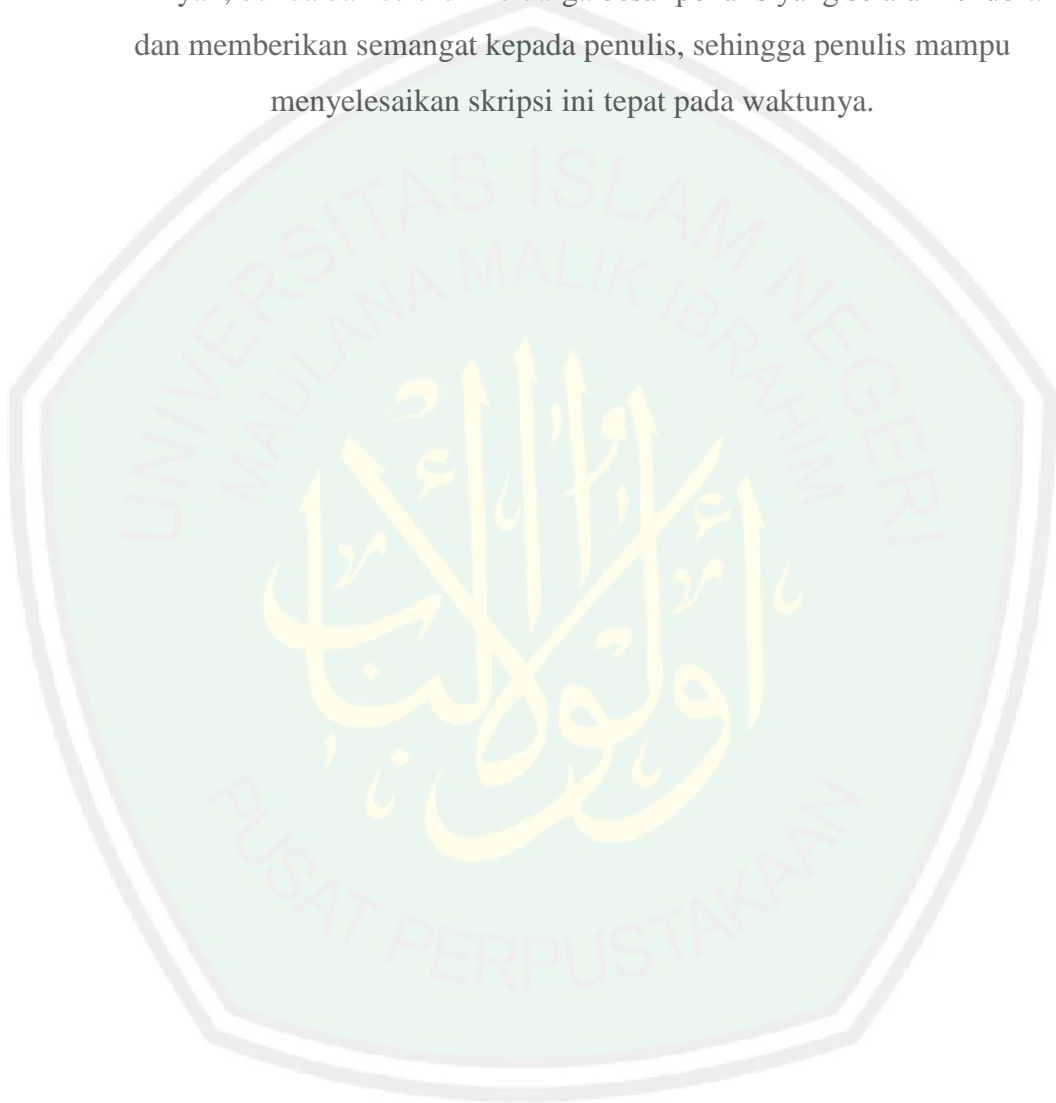 dan memberikan semangat kepada penulis, sehingga penulis mampu
menyelesaikan skripsi ini tepat pada waktunya.
UNIVERSITAS ISLAM NEGERI
MAULANA MALIK IBRAHIM
أولوا الألباب
PUSAT PERPUSTAKAAN